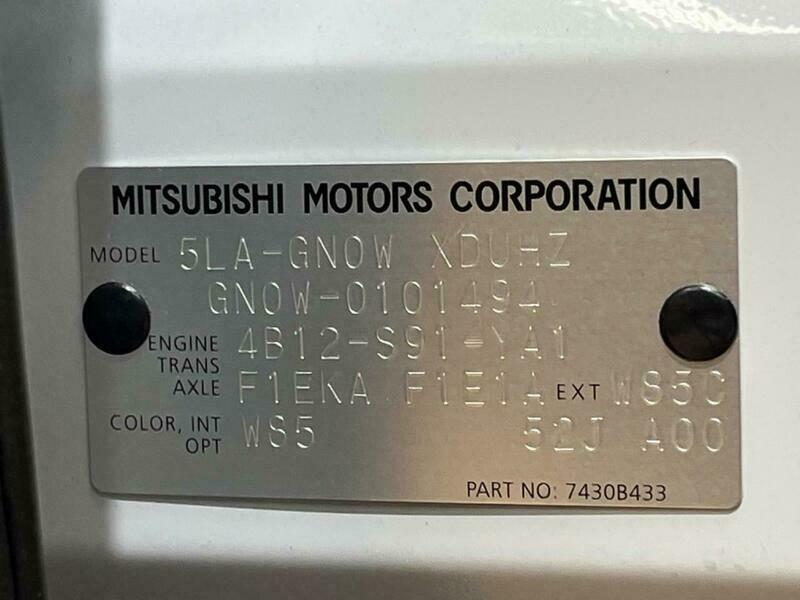 MITSUBISHI MOTORS CORPORATION
MODEL 5LA-GN0W XDUHZ
GN0W-0101494
ENGINE 4B12-S91-YA1
TRANS
AXLE F1EKA F1E1A EXT W85C
COLOR, INT
OPT W85 52J A00
PART NO: 7430B433